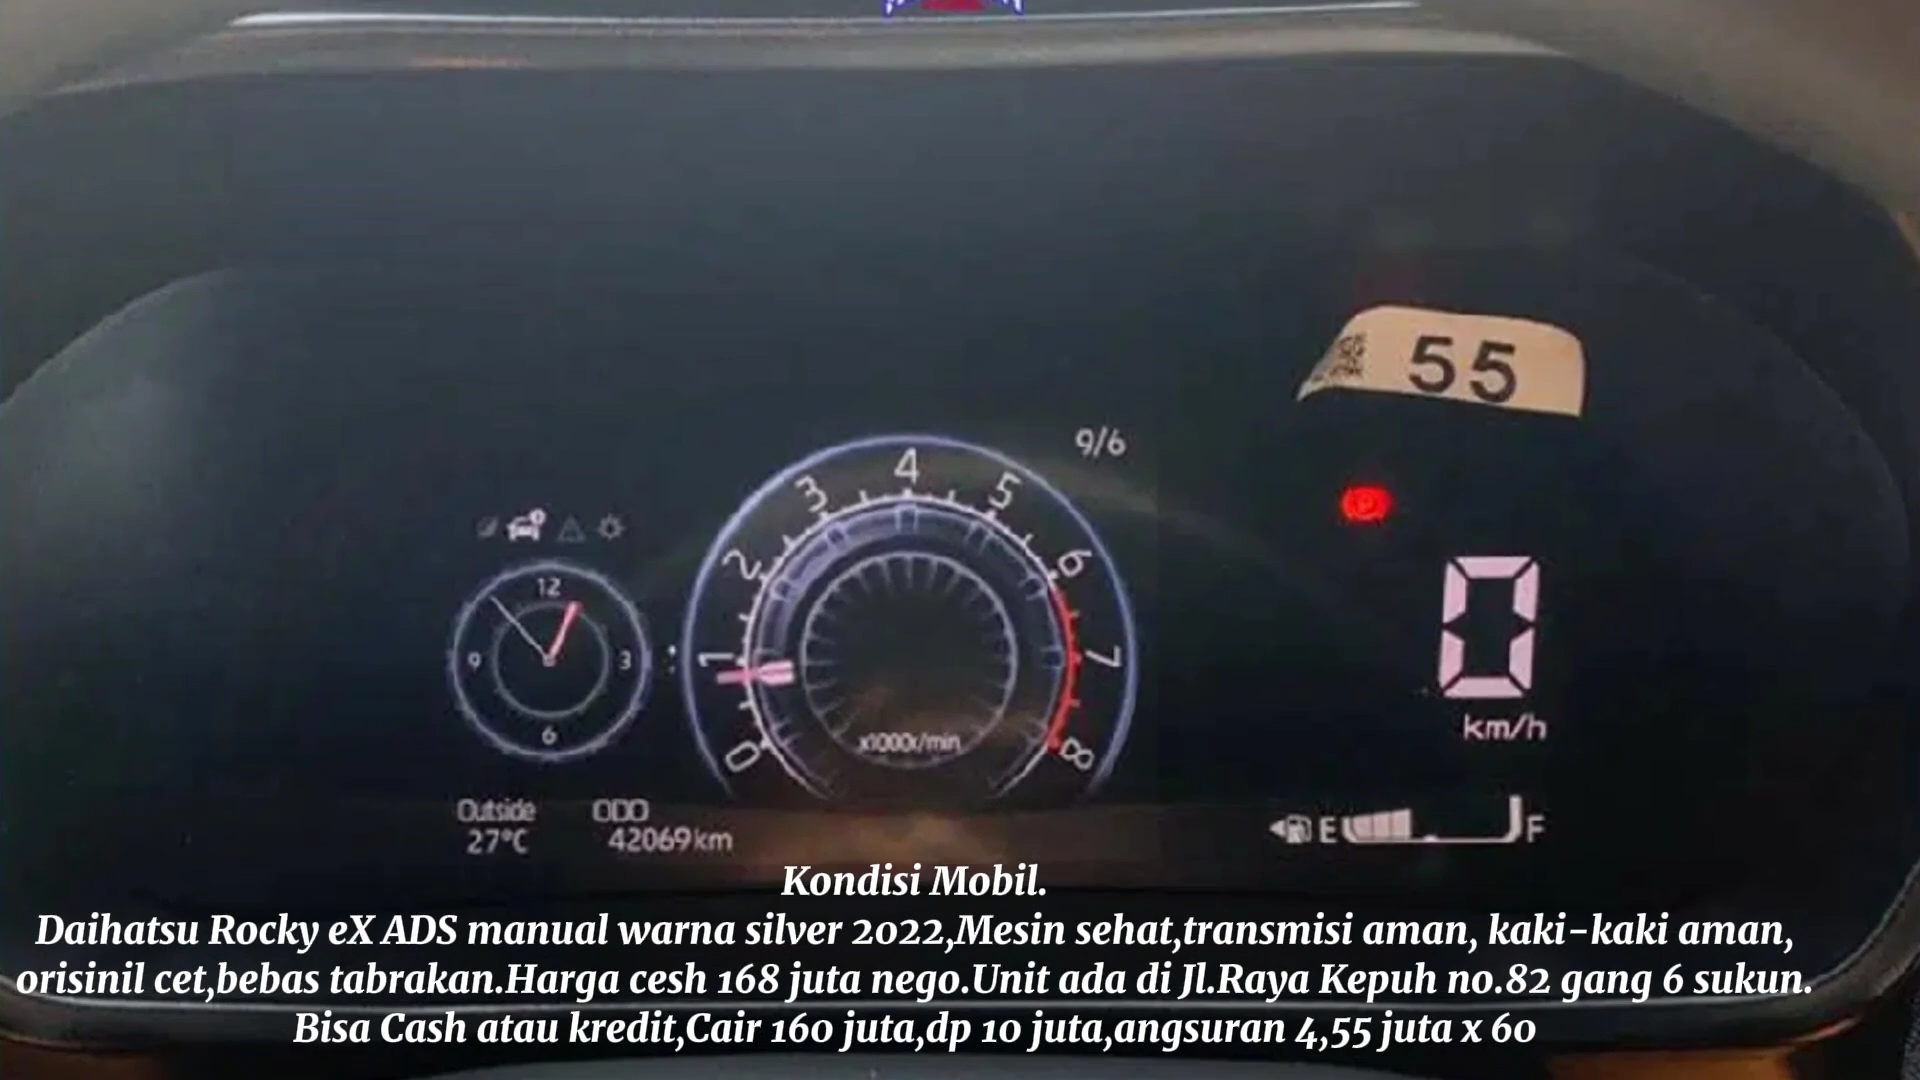 55
9/6
4
3
5
2
6
1
7
0
8
x1000r/min
12
9
3
6
km/h
Outside
ODO
27°C
42069km
E
F
0
Kondisi Mobil.
Daihatsu Rocky eX ADS manual warna silver 2022,Mesin sehat,transmisi aman, kaki-kaki aman,
orisinil cet,bebas tabrakan.Harga cesh 168 juta nego.Unit ada di Jl.Raya Kepuh no.82 gang 6 sukun.
Bisa Cash atau kredit,Cair 160 juta,dp 10 juta,angsuran 4,55 juta x 60